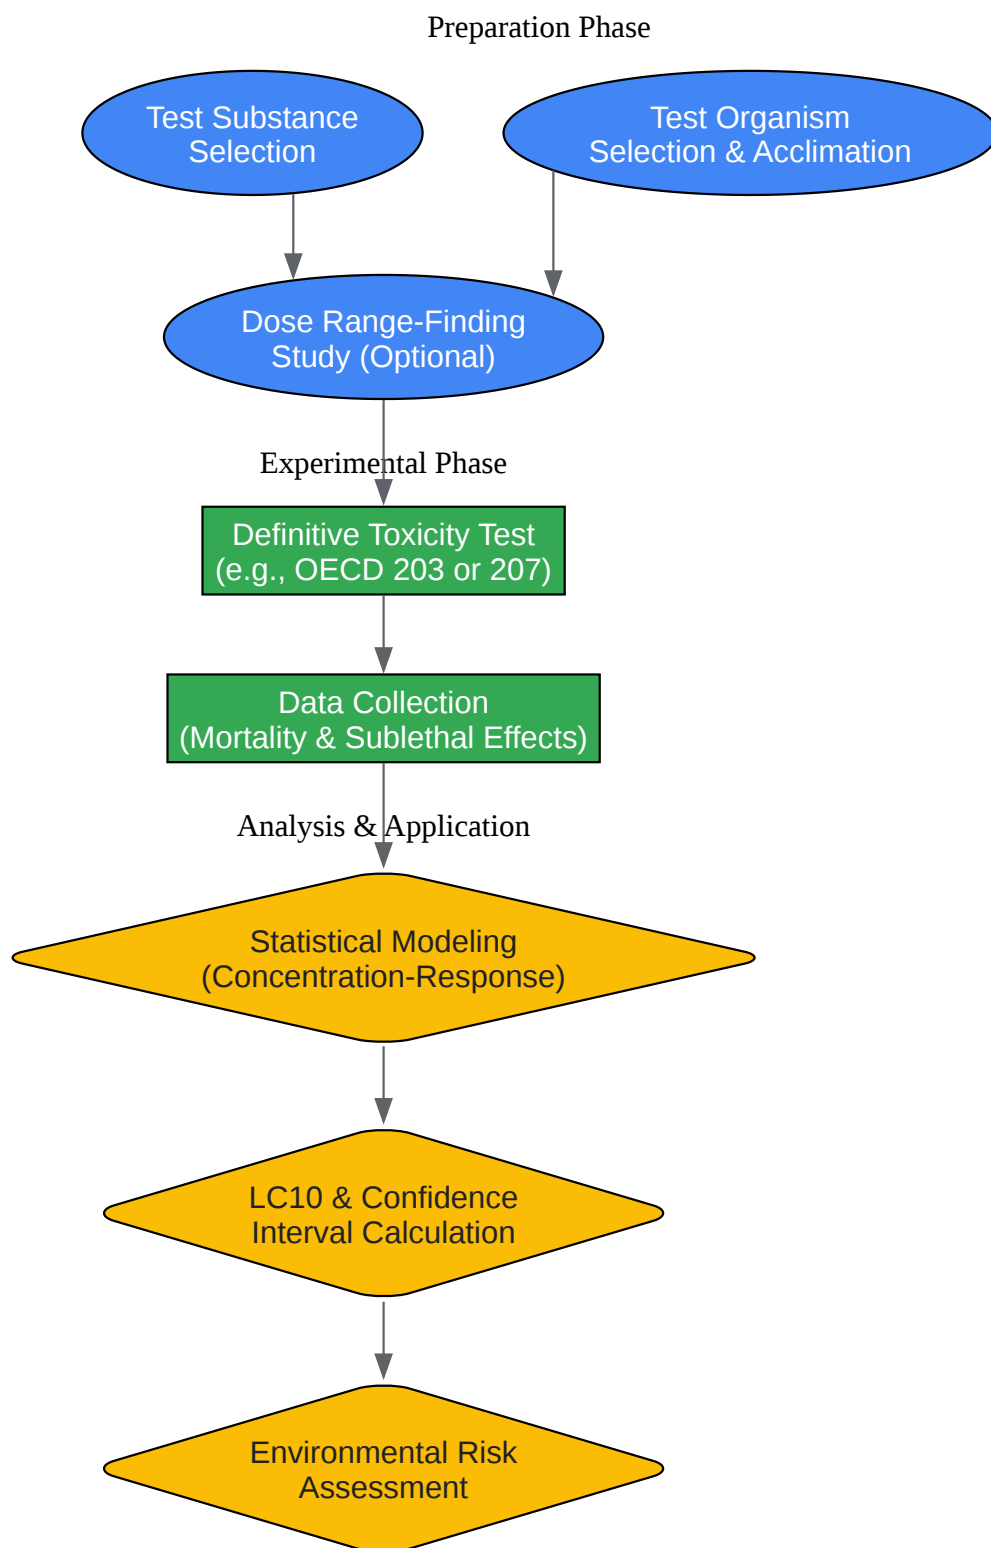 Preparation Phase
Test Substance
Selection
Test Organism
Selection & Acclimation
Dose Range-Finding
Study (Optional)
Experimental Phase
Definitive Toxicity Test
(e.g., OECD 203 or 207)
Data Collection
(Mortality & Sublethal Effects)
Analysis & Application
Statistical Modeling
(Concentration-Response)
LC10 & Confidence
Interval Calculation
Environmental Risk
Assessment